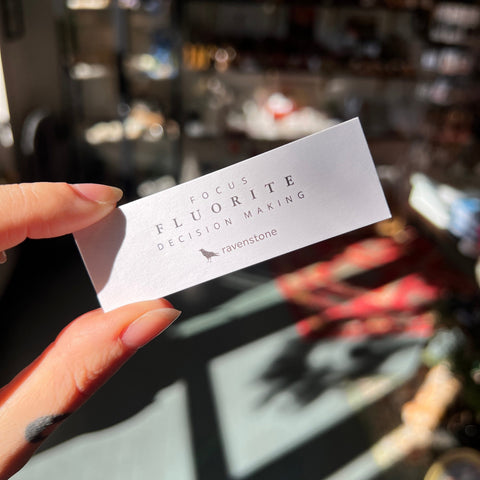 FOCUS
FLUORITE
DECISION MAKING
ravenstone